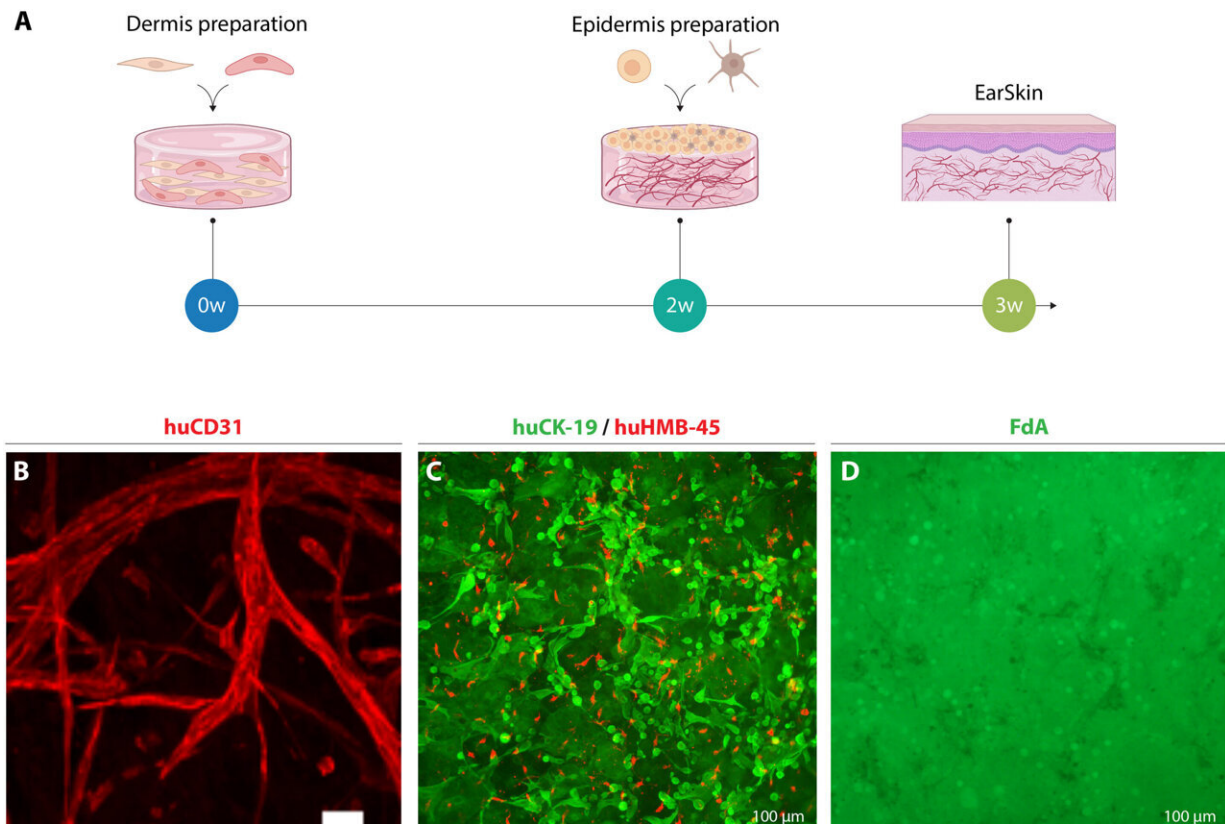 A
Dermis preparation
Epidermis preparation
EarSkin
0w
2w
3w
huCD31
huCK-19 / huHMB-45
FdA
B
C
D
100 µm
100 µm